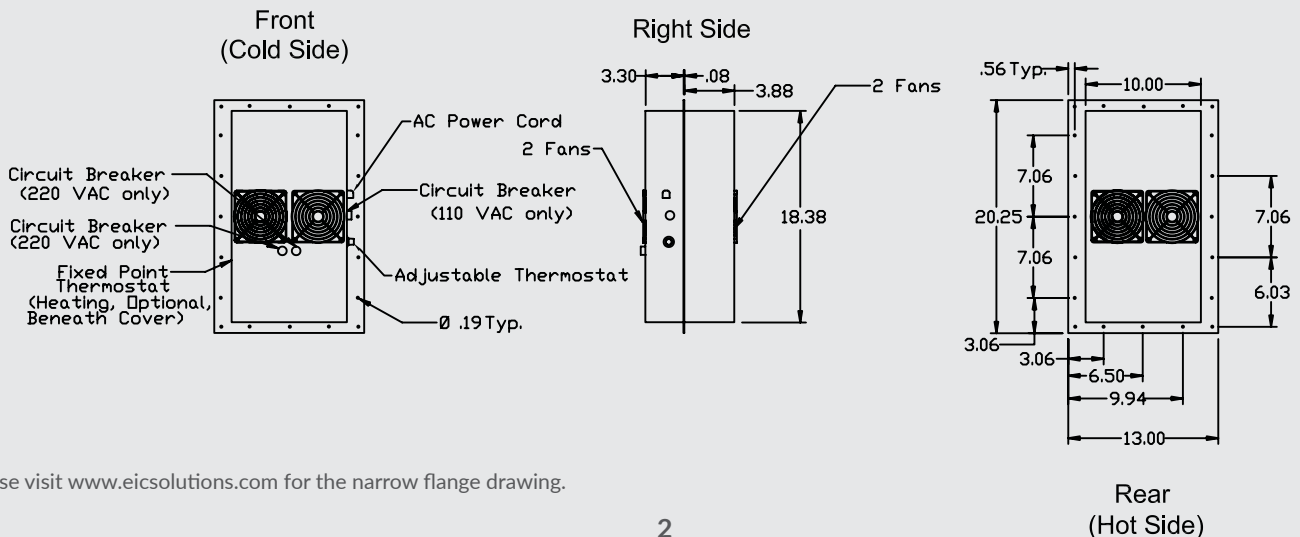 Front
(Cold Side)
Right Side
3.30
.08
3.88
2 Fans
.56 Typ.
10.00
AC Power Cord
2 Fans
Circuit Breaker
(220 VAC only)
Circuit Breaker
(110 VAC only)
Circuit Breaker
(220 VAC only)
Fixed Point
Thermostat
(Heating, Optional,
Beneath Cover)
Adjustable Thermostat
Ø .19 Typ.
18.38
7.06
20.25
7.06
7.06
6.03
3.06
3.06
6.50
9.94
13.00
se visit www.eicsolutions.com for the narrow flange drawing.
Rear
(Hot Side)
2